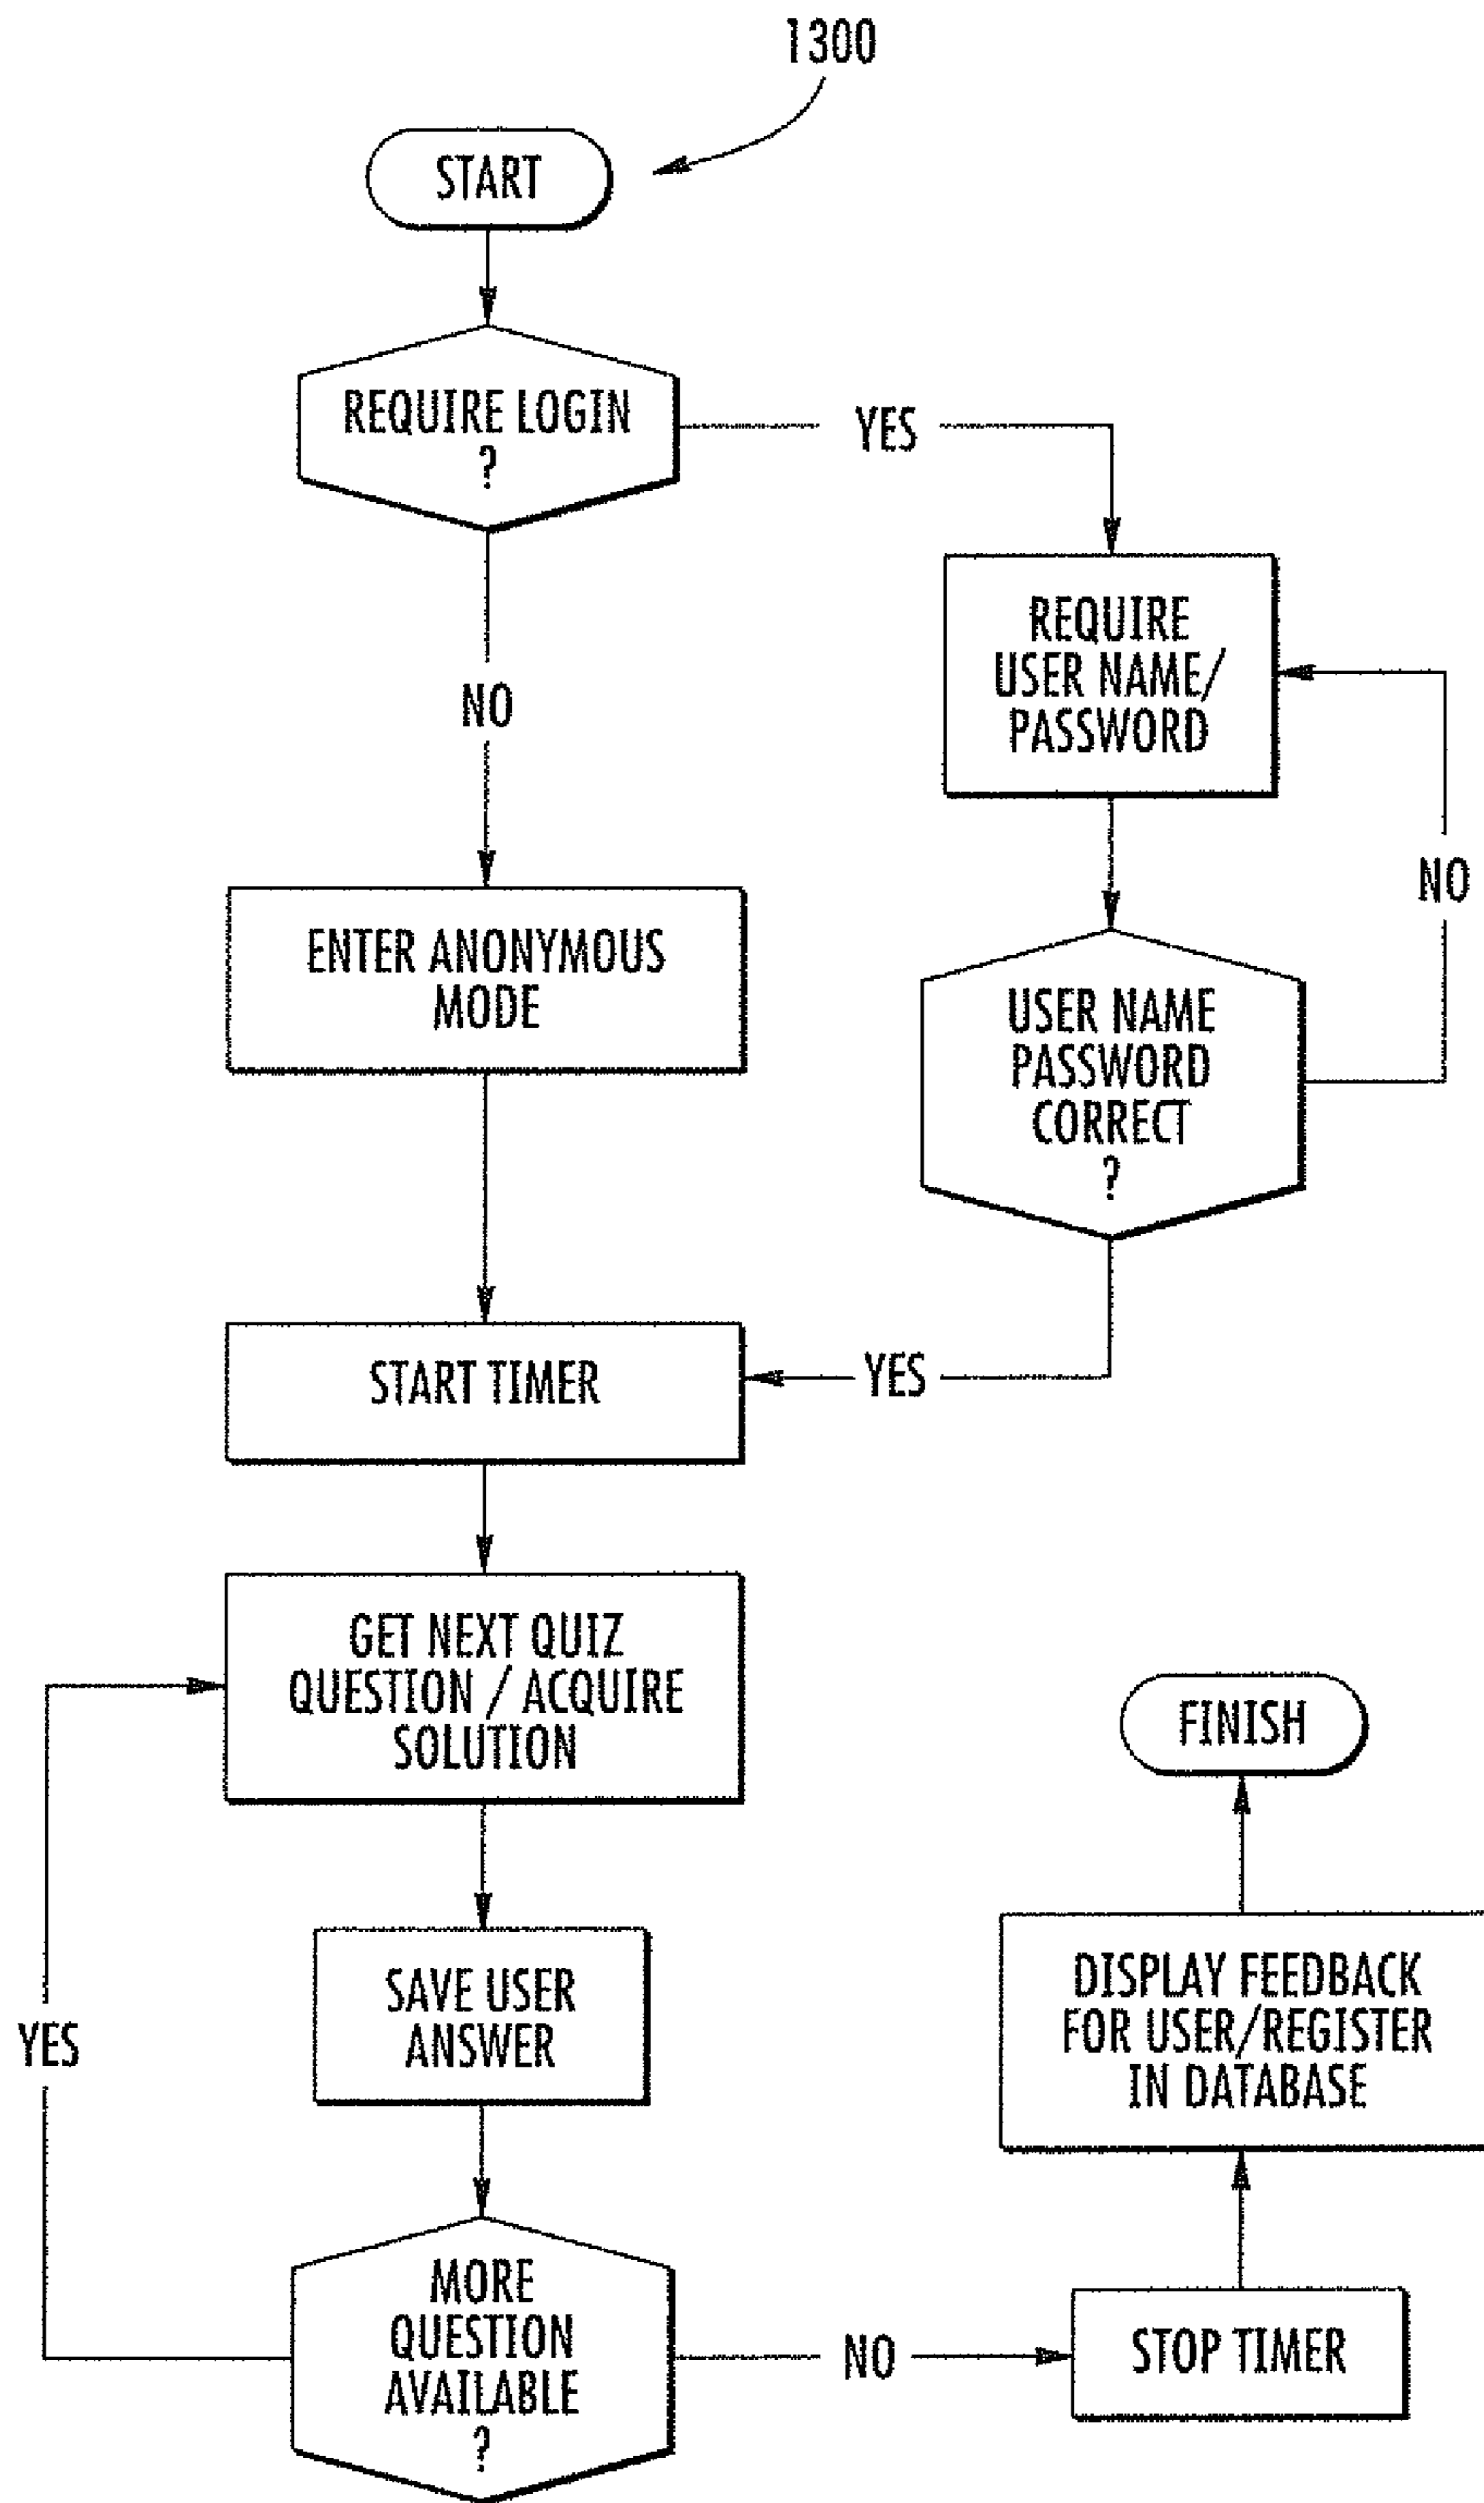 1300
START
REQUIRE LOGIN
?
YES
REQUIRE
USER NAME/
PASSWORD
NO
NO
ENTER ANONYMOUS
MODE
USER NAME
PASSWORD
CORRECT
?
START TIMER
YES
GET NEXT QUIZ
QUESTION / ACQUIRE
SOLUTION
FINISH
SAVE USER
ANSWER
DISPLAY FEEDBACK
FOR USER/REGISTER
IN DATABASE
YES
MORE
QUESTION
AVAILABLE
?
NO
STOP TIMER